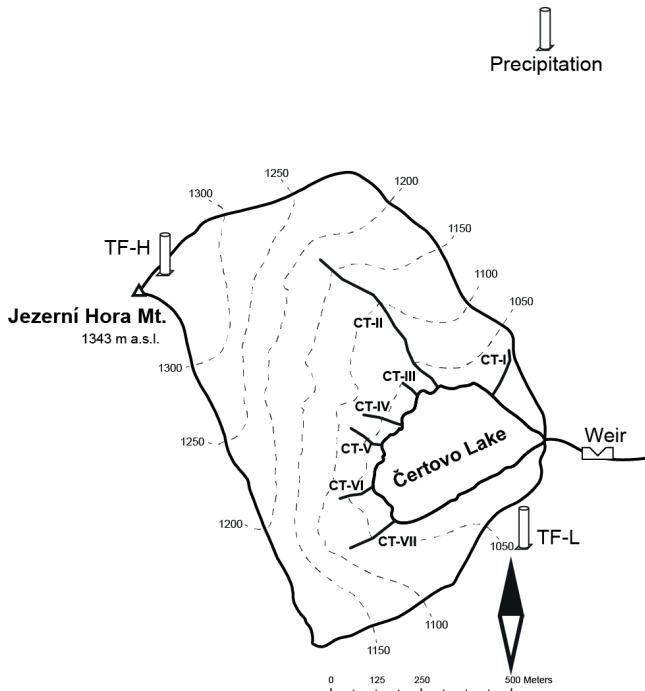 Precipitation
1250
1200
1300
TF-H
1150
1100
Jezerní Hora Mt.
1343 m a.s.l.
1050
CT-II
CT-I
1300
CT-III
CT-IV
1250
CT-V
Čertovo Lake
Weir
CT-VI
1200
CT-VII
1050
TF-L
1100
1150
0 125 250 500 Meters